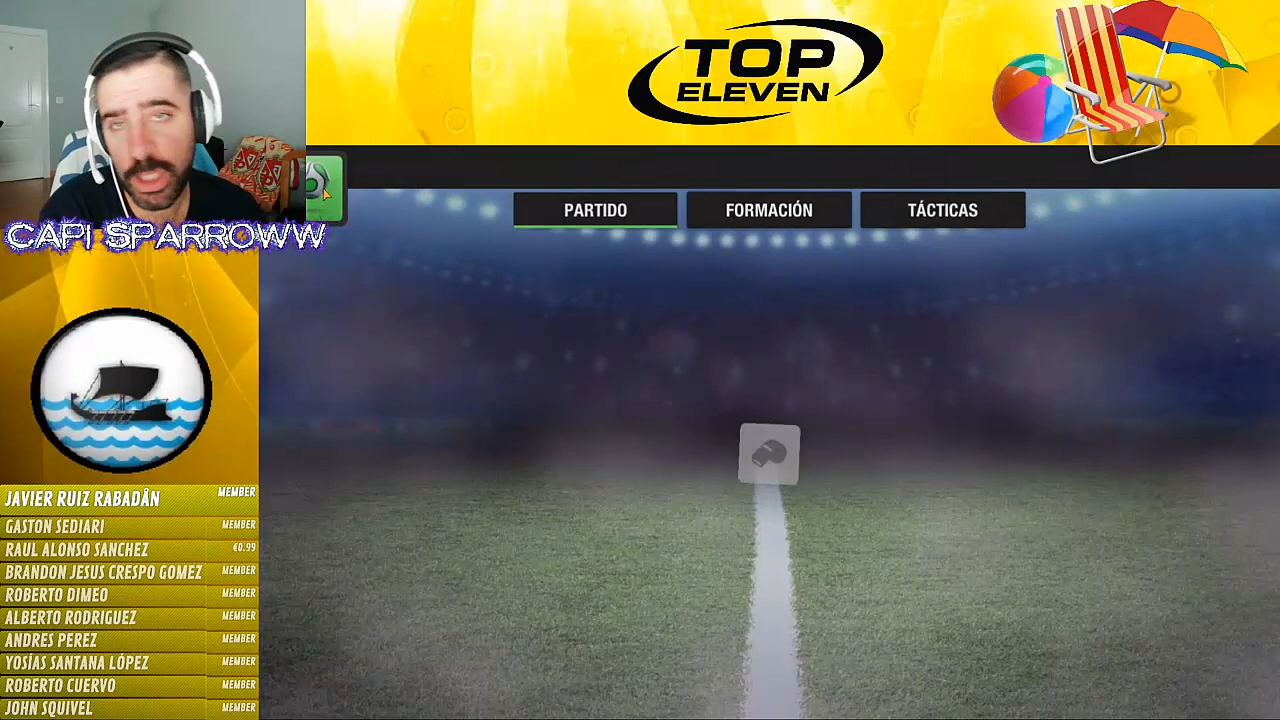 TOP
ELEVEN
PARTIDO
FORMACIÓN
TÁCTICAS
CAPI SPARROWW
JAVIER RUIZ RABADÅN MEMBER
GASTON SEDIARI MEMBER
RAUL ALONSO SANCHEZ €0.99
BRANDON JESUS CRESPO GOMEZ MEMBER
ROBERTO DIMEO MEMBER
ALBERTO RODRIGUEZ MEMBER
ANDRES PEREZ MEMBER
YOSÍAS SANTANA LÓPEZ MEMBER
ROBERTO CUERVO MEMBER
JOHN SQUIVEL MEMBER